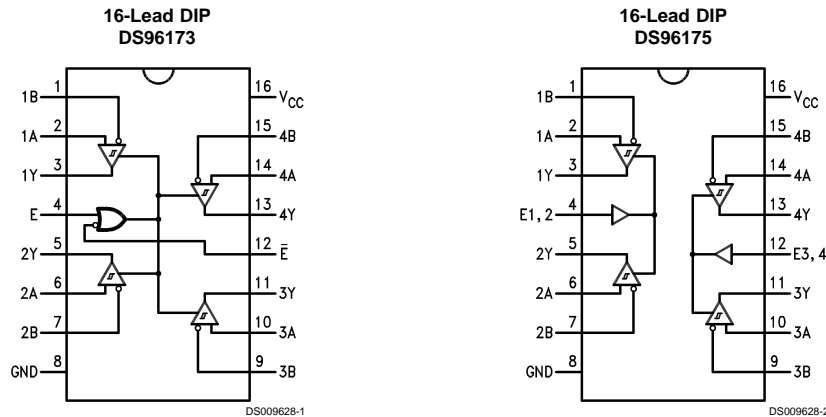 16-Lead DIP
DS96173
1B 1
1A 2
1Y 3
E 4
2Y 5
2A 6
2B 7
GND 8
16 VCC
15 4B
14 4A
13 4Y
12 E̅
11 3Y
10 3A
9 3B
DS009628-1
16-Lead DIP
DS96175
1B 1
1A 2
1Y 3
E1, 2 4
2Y 5
2A 6
2B 7
GND 8
16 VCC
15 4B
14 4A
13 4Y
12 E3, 4
11 3Y
10 3A
9 3B
DS009628-2